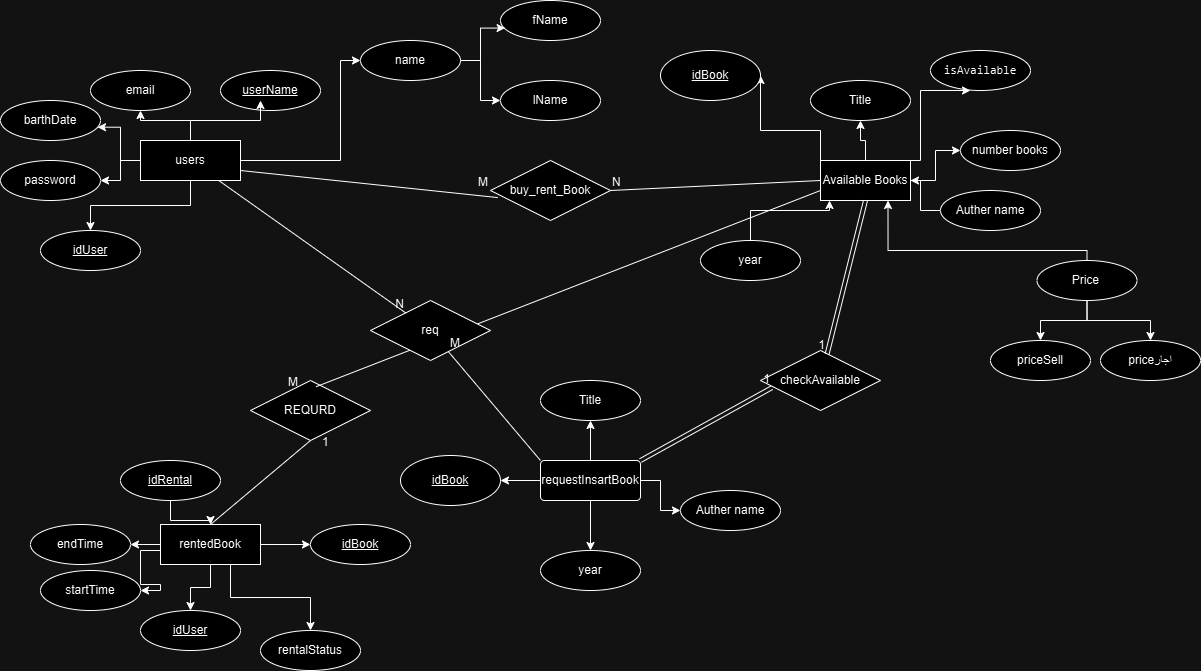 fName
name
lName
email
userName
barthDate
users
password
idUser
M
buy_rent_Book
N
idBook
Title
isAvailable
number books
Available Books
Auther name
year
Price
priceSell
priceاجار
N
req
M
1
checkAvailable
1
M
REQURD
1
Title
idBook
requestInsartBook
Auther name
year
idRental
endTime
rentedBook
idBook
startTime
idUser
rentalStatus